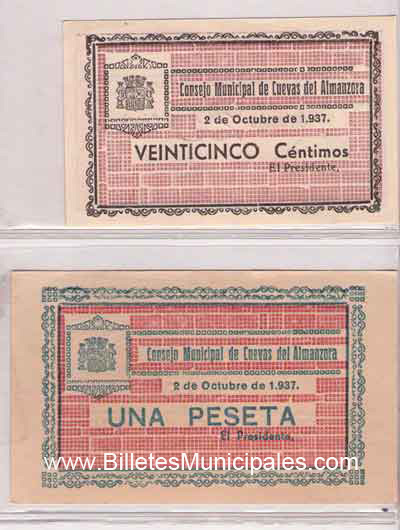 Consejo Municipal de Cuevas del Almanzora
2 de Octubre de 1.937.
VEINTICINCO Céntimos
El Presidente,
Consejo Municipal de Cuevas del Almanzora
2 de Octubre de 1.937.
UNA PESETA
El Presidente,
www.BilletesMunicipales.com